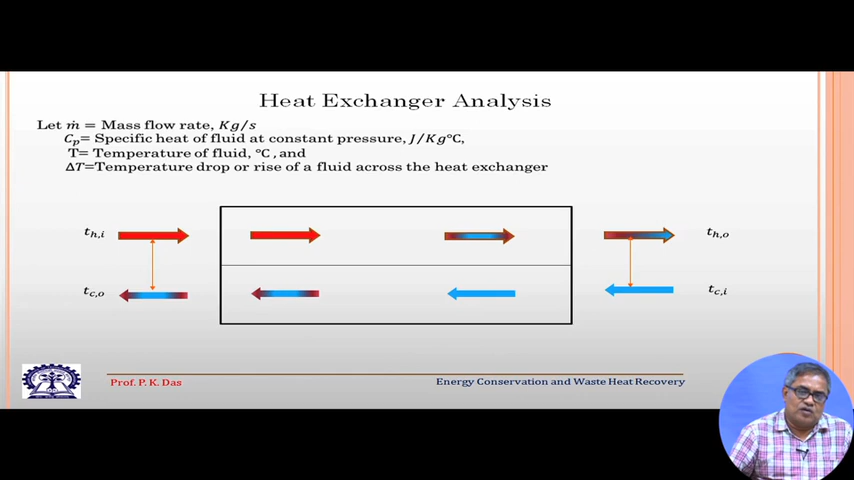 Heat Exchanger Analysis
Let ṁ = Mass flow rate, Kg/s
C_p= Specific heat of fluid at constant pressure, J/Kg°C,
T= Temperature of fluid, °C , and
ΔT=Temperature drop or rise of a fluid across the heat exchanger
t_h,i t_h,o
t_c,o t_c,i
Prof. P. K. Das Energy Conservation and Waste Heat Recovery